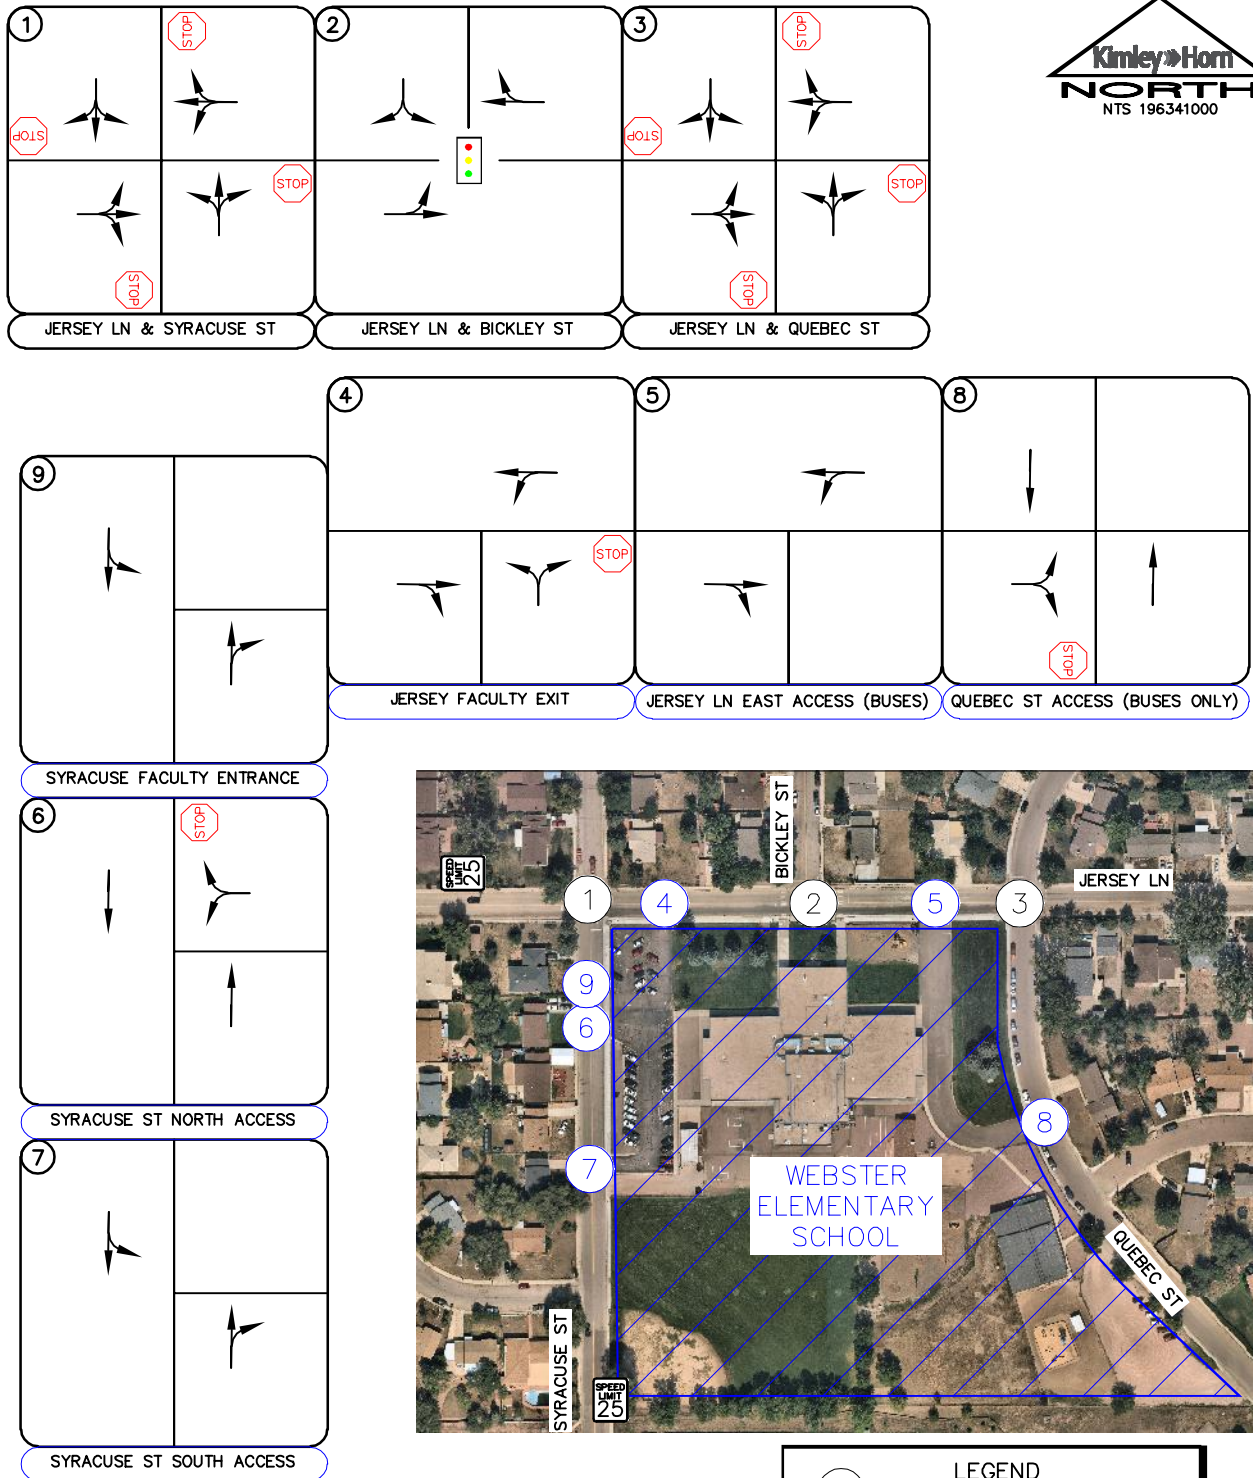 1
STOP
STOP
STOP
STOP
JERSEY LN & SYRACUSE ST
2
JERSEY LN & BICKLEY ST
3
STOP
STOP
STOP
STOP
JERSEY LN & QUEBEC ST
Kimley»Horn
NORTH
NTS 196341000
4
STOP
JERSEY FACULTY EXIT
5
JERSEY LN EAST ACCESS (BUSES)
8
STOP
QUEBEC ST ACCESS (BUSES ONLY)
9
SYRACUSE FACULTY ENTRANCE
6
STOP
SYRACUSE ST NORTH ACCESS
7
SYRACUSE ST SOUTH ACCESS
BICKLEY ST
SPEED
LIMIT
25
JERSEY LN
1
4
2
5
3
9
6
8
7
WEBSTER
ELEMENTARY
SCHOOL
QUEBEC ST
SYRACUSE ST
SPEED
LIMIT
25
LEGEND